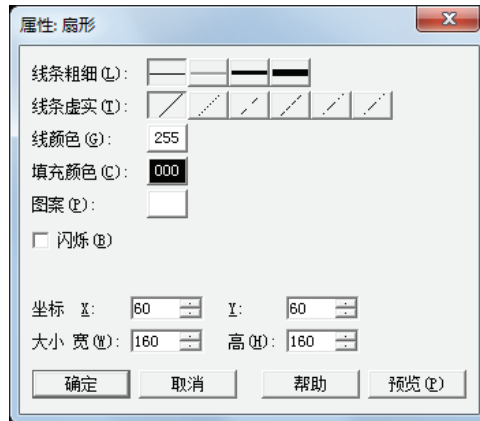 属性: 扇形
线条粗细(L):
线条虚实(T):
线颜色(G): 255
填充颜色(C): 000
图案(P):
闪烁(B)
坐标 X: 60 Y: 60
大小 宽(W): 160 高(H): 160
确定 取消 帮助 预览(P)